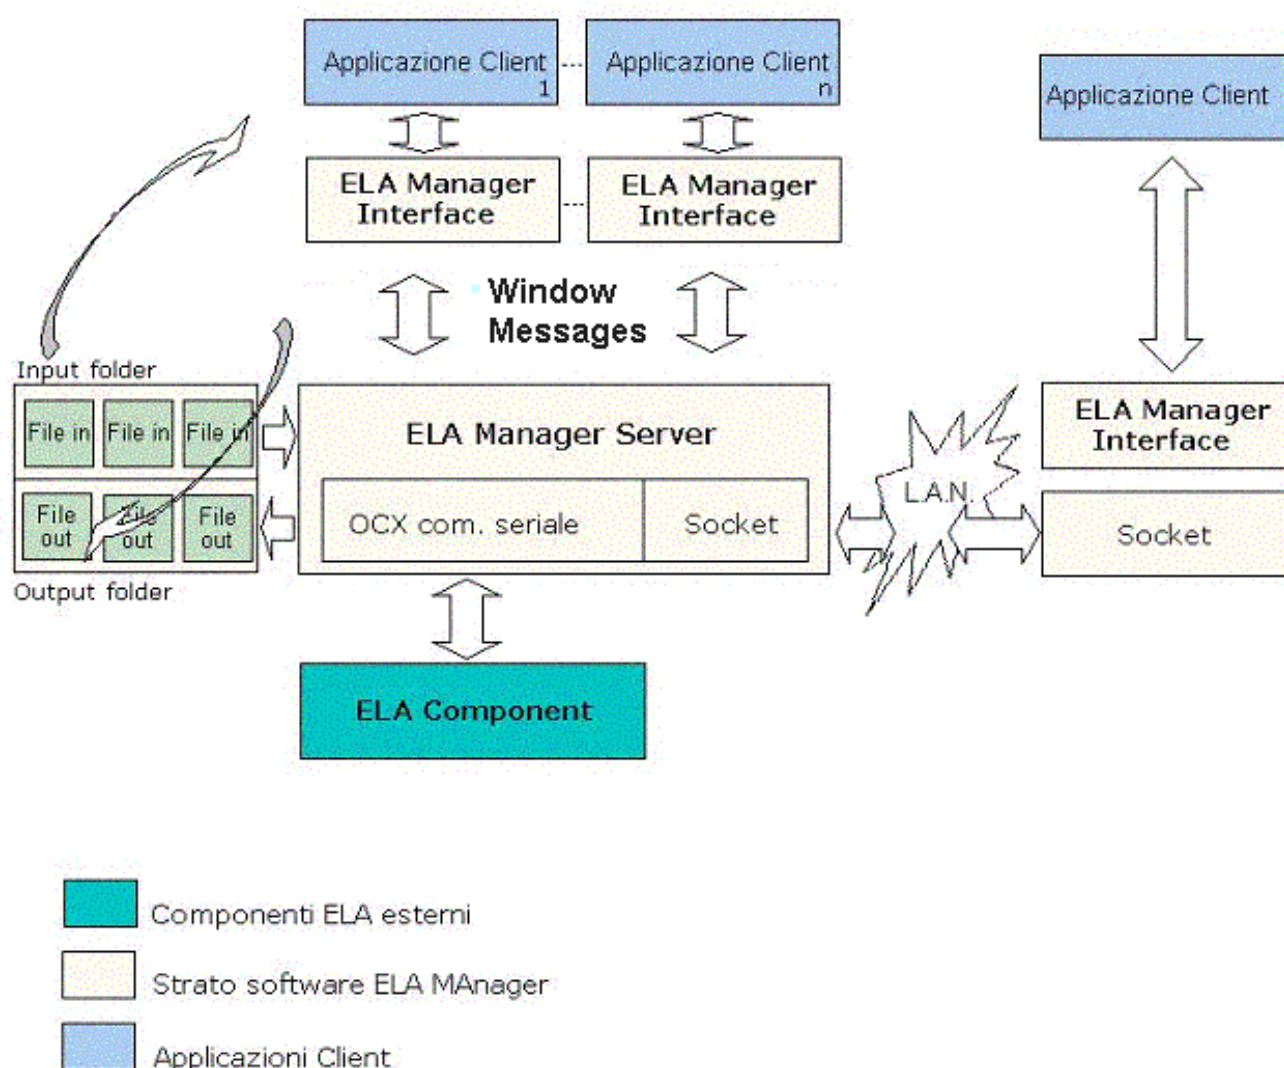 Applicazione Client
1
Applicazione Client
n
Applicazione Client
ELA Manager
Interface
ELA Manager
Interface
Window
Messages
Input folder
File in
File in
File in
ELA Manager Server
ELA Manager
Interface
L.A.N.
File
out
File
out
File
out
OCX com. seriale
Socket
Socket
Output folder
ELA Component
Componenti ELA esterni
Strato software ELA MAnager
Applicazioni Client